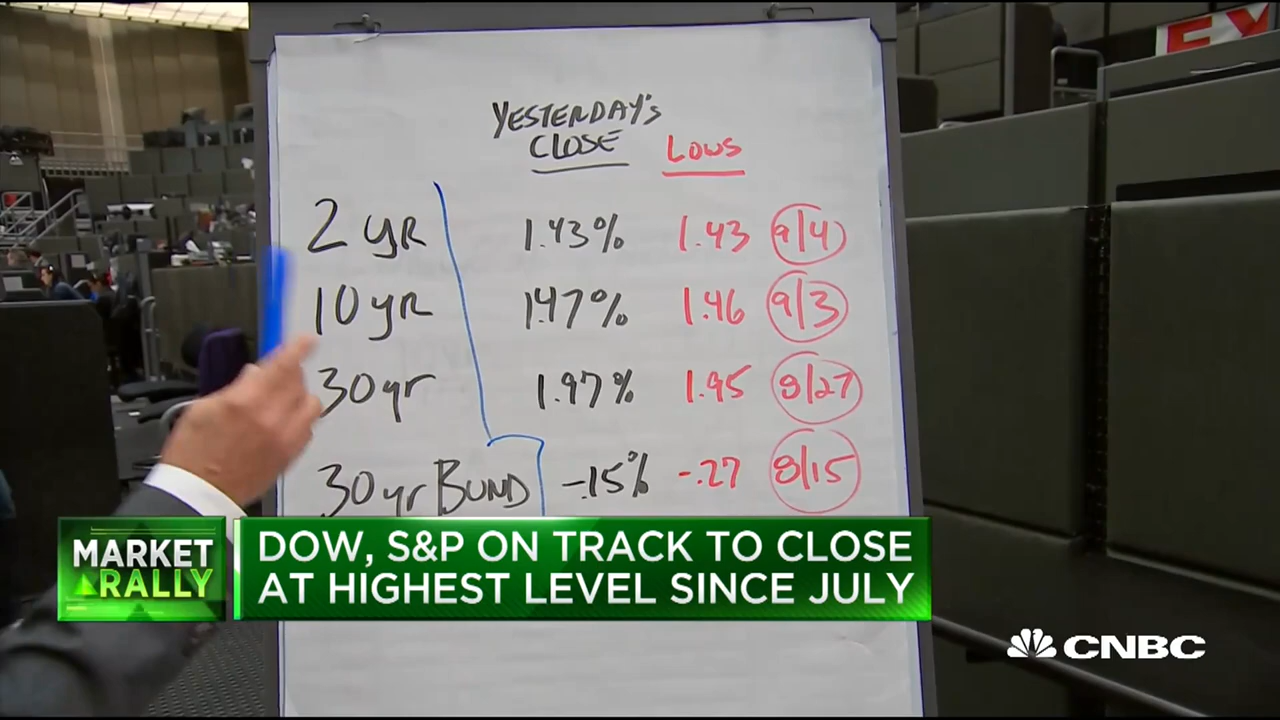 YESTERDAY'S
CLOSE
LOWS
2 YR 1.43% 1.43 9/4
10 YR 1.47% 1.46 9/3
30 yr 1.97% 1.95 8/27
30 yr BUND -.15% -.27 8/15
MARKET
RALLY
DOW, S&P ON TRACK TO CLOSE
AT HIGHEST LEVEL SINCE JULY
CNBC